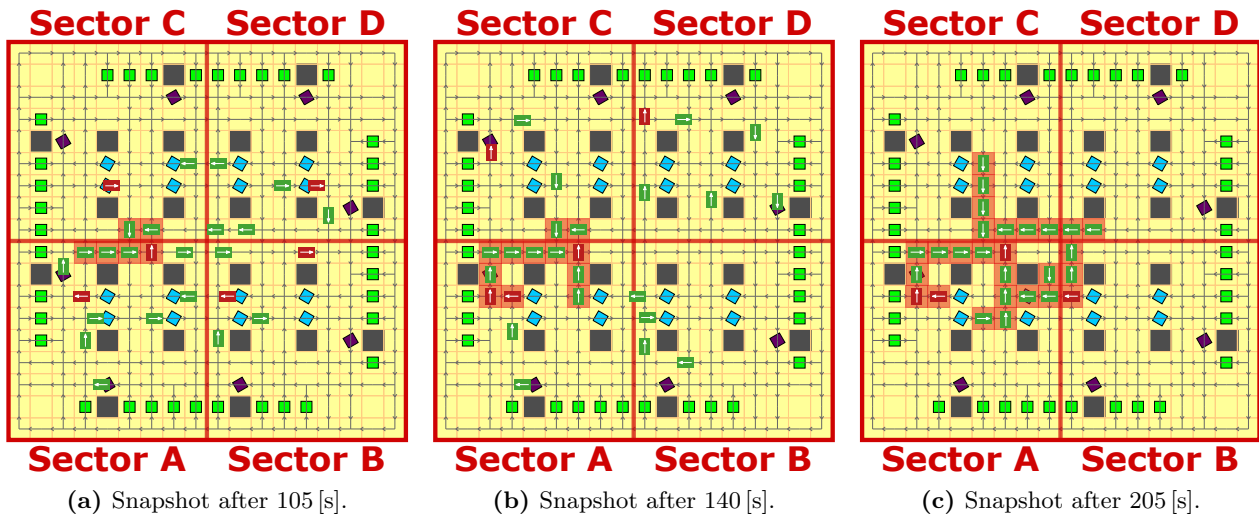 Sector C Sector D Sector C Sector D Sector C Sector D
Sector A Sector B Sector A Sector B Sector A Sector B
(a) Snapshot after 105 [s]. (b) Snapshot after 140 [s]. (c) Snapshot after 205 [s].